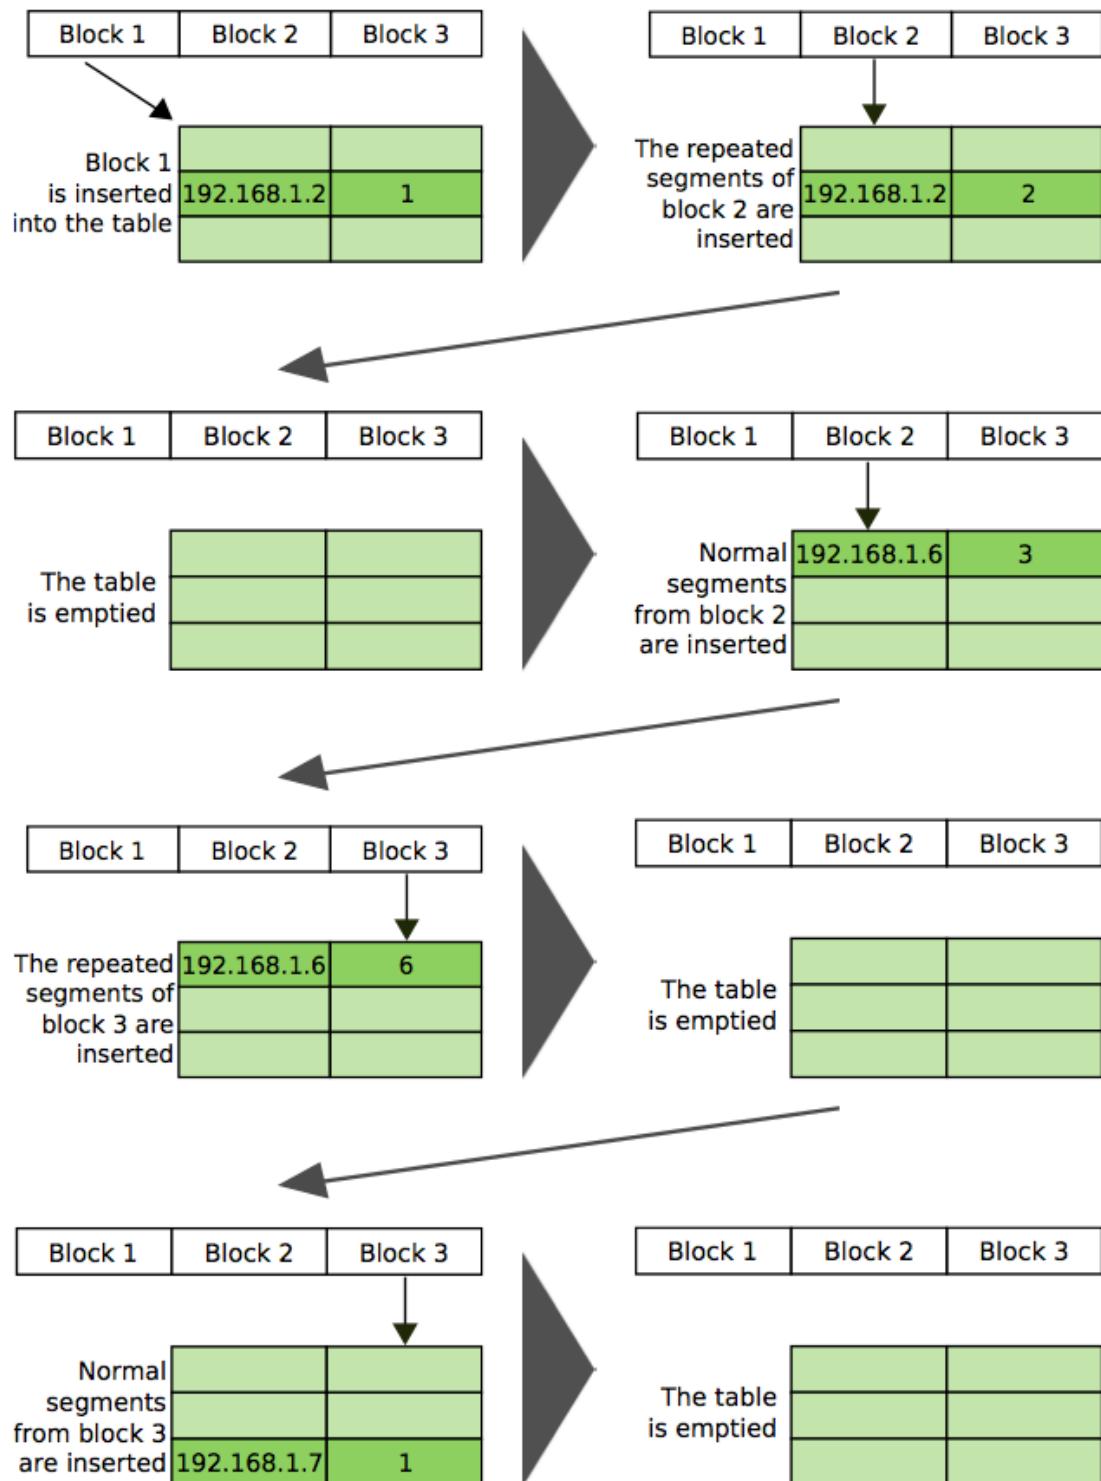 Block 1 Block 2 Block 3
Block 1
is inserted
into the table
192.168.1.2 1
Block 1 Block 2 Block 3
The repeated
segments of
block 2 are
inserted
192.168.1.2 2
Block 1 Block 2 Block 3
The table
is emptied
Block 1 Block 2 Block 3
Normal
segments
from block 2
are inserted
192.168.1.6 3
Block 1 Block 2 Block 3
The repeated
segments of
block 3 are
inserted
192.168.1.6 6
Block 1 Block 2 Block 3
The table
is emptied
Block 1 Block 2 Block 3
Normal
segments
from block 3
are inserted
192.168.1.7 1
Block 1 Block 2 Block 3
The table
is emptied